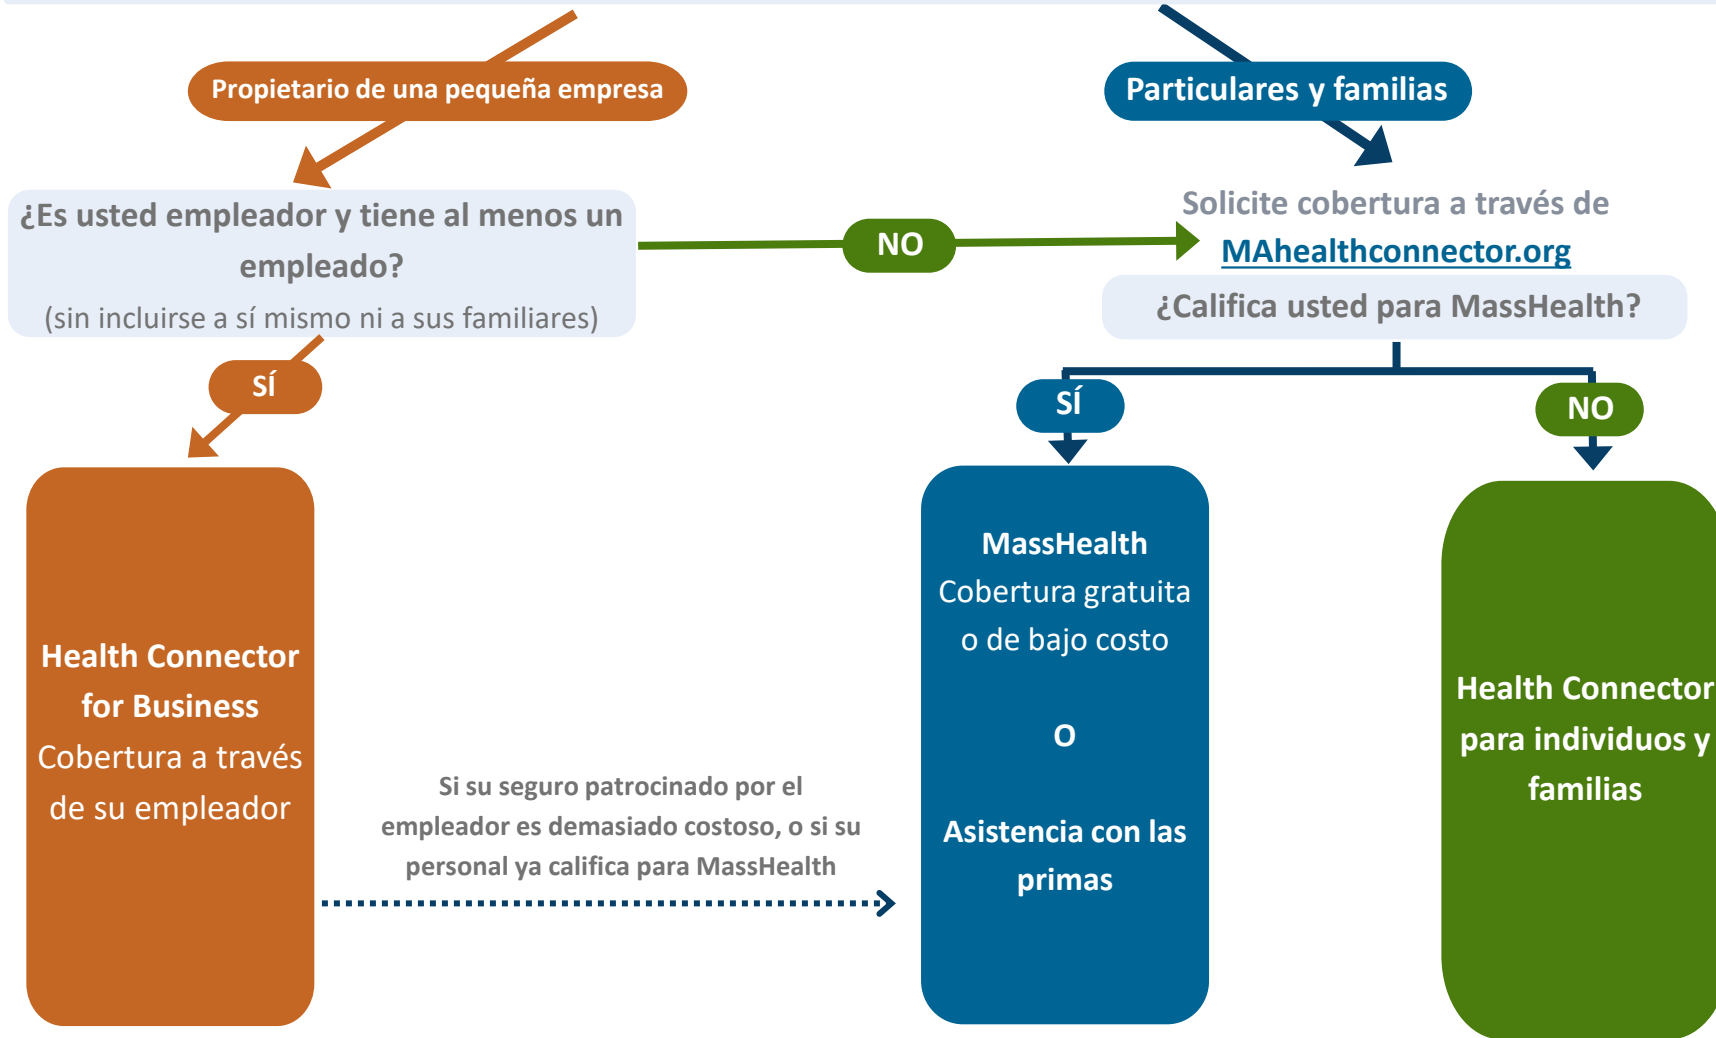 Propietario de una pequeña empresa
Particulares y familias
¿Es usted empleador y tiene al menos un
empleado?
(sin incluirse a sí mismo ni a sus familiares)
NO
Solicite cobertura a través de
MAhealthconnector.org
¿Califica usted para MassHealth?
SÍ
SÍ
NO
Health Connector
for Business
Cobertura a través
de su empleador
Si su seguro patrocinado por el
empleador es demasiado costoso, o si su
personal ya califica para MassHealth
MassHealth
Cobertura gratuita
o de bajo costo
O
Asistencia con las
primas
Health Connector
para individuos y
familias